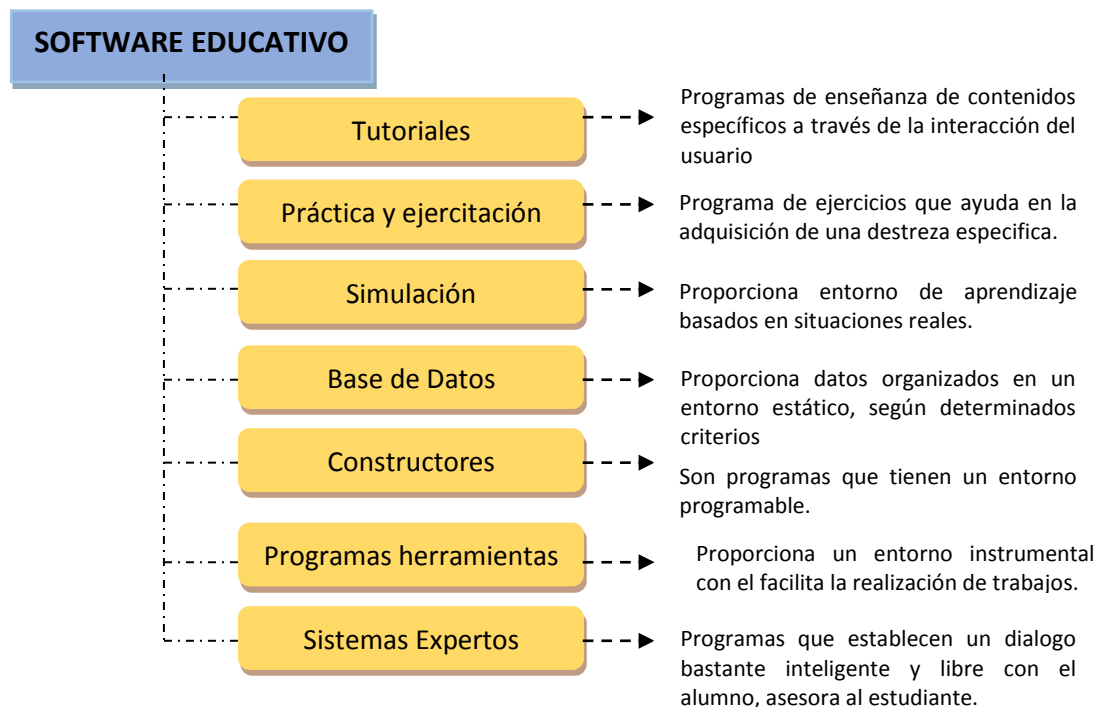 SOFTWARE EDUCATIVO
Tutoriales
Programas de enseñanza de contenidos
específicos a través de la interacción del
usuario
Práctica y ejercitación
Programa de ejercicios que ayuda en la
adquisición de una destreza especifica.
Simulación
Proporciona entorno de aprendizaje
basados en situaciones reales.
Base de Datos
Proporciona datos organizados en un
entorno estático, según determinados
criterios
Constructores
Son programas que tienen un entorno
programable.
Programas herramientas
Proporciona un entorno instrumental
con el facilita la realización de trabajos.
Sistemas Expertos
Programas que establecen un dialogo
bastante inteligente y libre con el
alumno, asesora al estudiante.